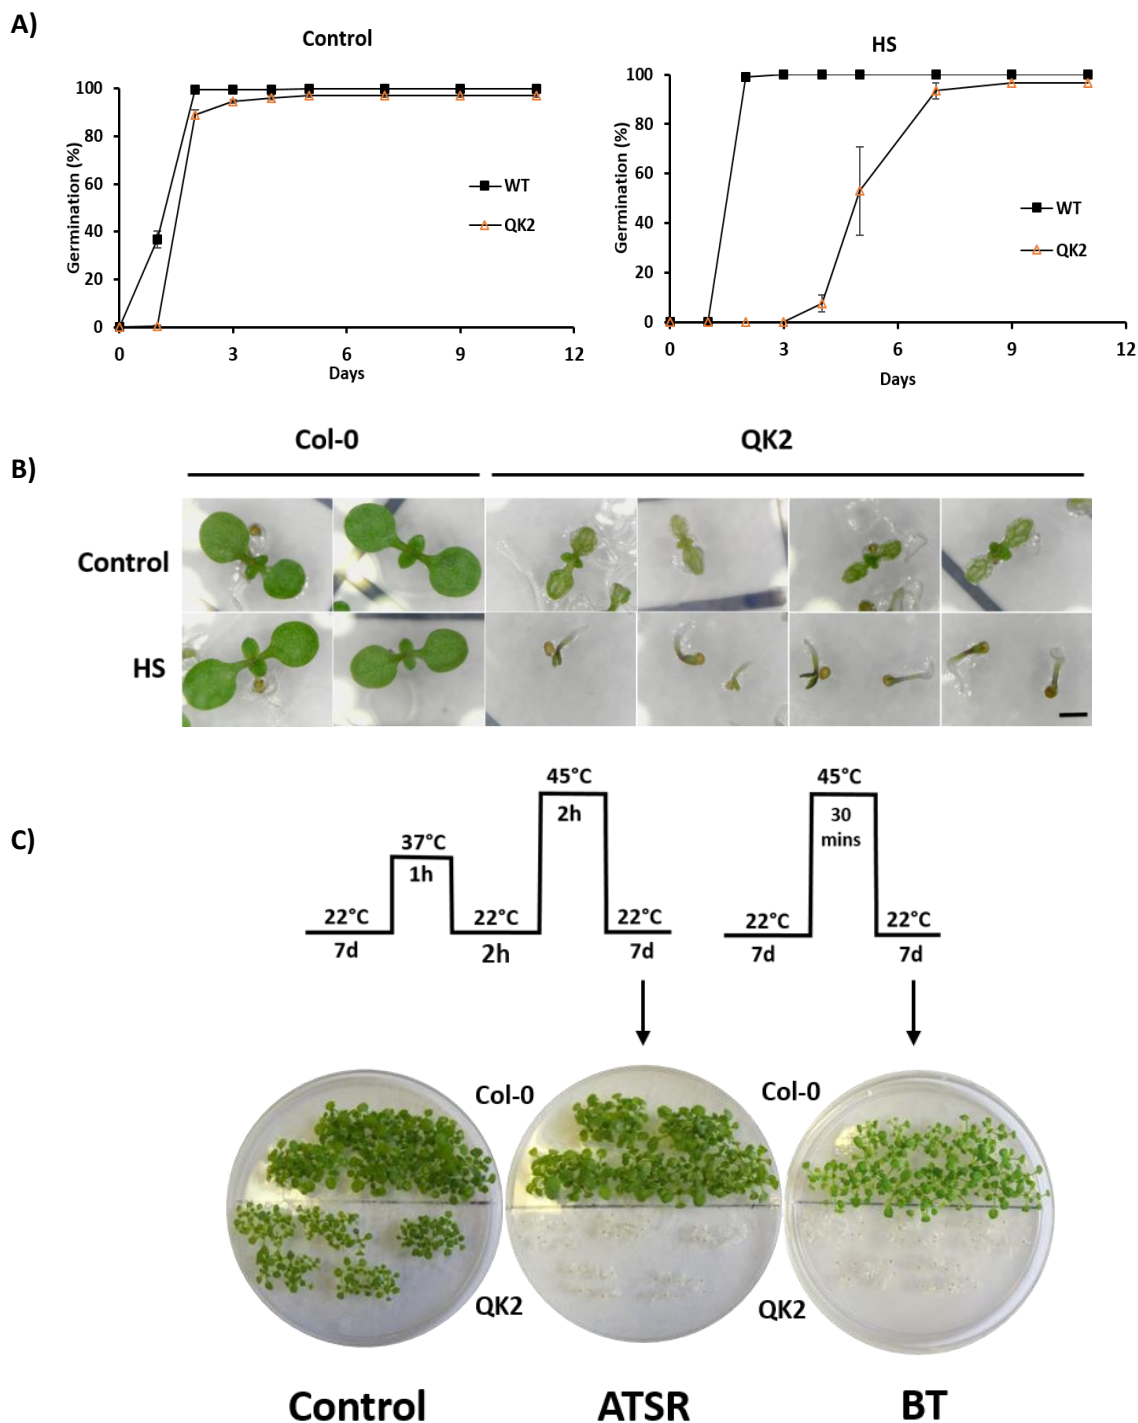 A)
Control
HS
Germination (%)
100
80
60
40
20
0
0 3 6 9 12
Days
WT
QK2
Germination (%)
100
80
60
40
20
0
0 3 6 9 12
Days
WT
QK2
B)
Col-0 QK2
Control
HS
C)
22°C 37°C 22°C 45°C 22°C
7d 1h 2h 2h 7d
22°C 45°C 22°C
7d 30 mins 7d
Col-0 Col-0
QK2 QK2
Control ATSR BT